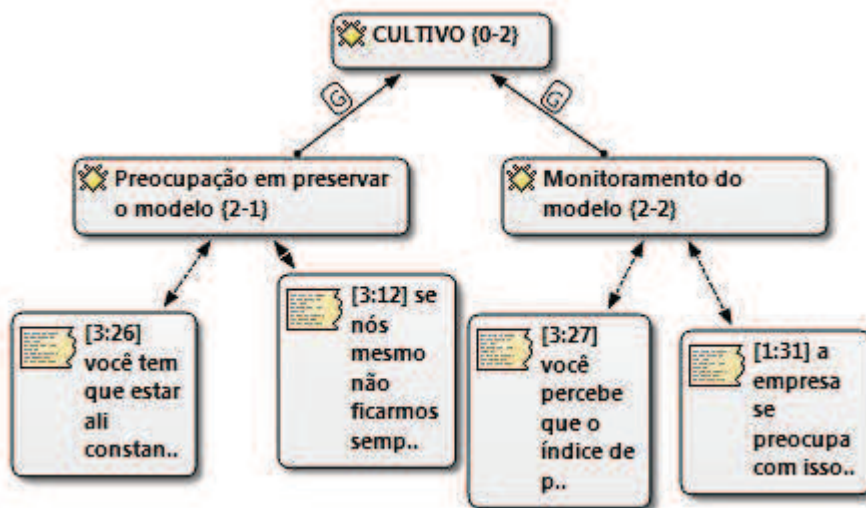 CULTIVO {0-2}
G
G
Preocupação em preservar
o modelo {2-1}
Monitoramento do
modelo {2-2}
[3:26]
você tem
que estar
ali
constan..
[3:12] se
nós
mesmo
não
ficarmos
semp..
[3:27]
você
percebe
que o
índice de
p..
[1:31] a
empresa
se
preocupa
com isso..